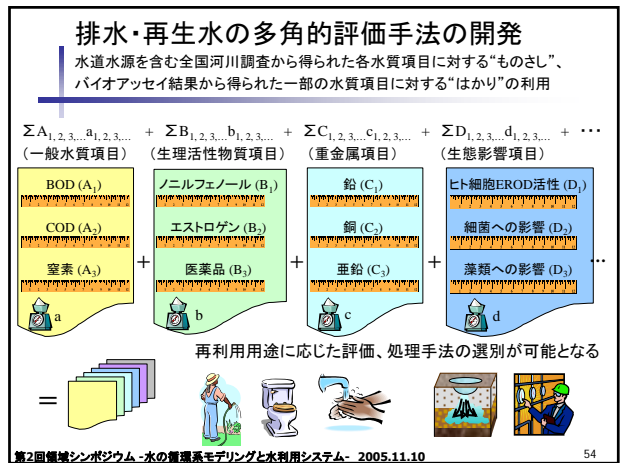 排水・再生水の多角的評価手法の開発
水道水源を含む全国河川調査から得られた各水質項目に対する“ものさし”、
バイオアッセイ結果から得られた一部の水質項目に対する“はかり”の利用
ΣA1, 2, 3,...a1, 2, 3,... + ΣB1, 2, 3,...b1, 2, 3,... + ΣC1, 2, 3,...c1, 2, 3,... + ΣD1, 2, 3,...d1, 2, 3,... + ...
（一般水質項目） （生理活性物質項目） （重金属項目） （生態影響項目）
BOD (A1)
COD (A2)
窒素 (A3)
a
+
ノニルフェノール (B1)
エストロゲン (B2)
医薬品 (B3)
b
+
鉛 (C1)
銅 (C2)
亜鉛 (C3)
c
+
ヒト細胞EROD活性 (D1)
細菌への影響 (D2)
藻類への影響 (D3)
d
...
再利用用途に応じた評価、処理手法の選別が可能となる
=
第2回領域シンポジウム -水の循環系モデリングと水利用システム- 2005.11.10
54